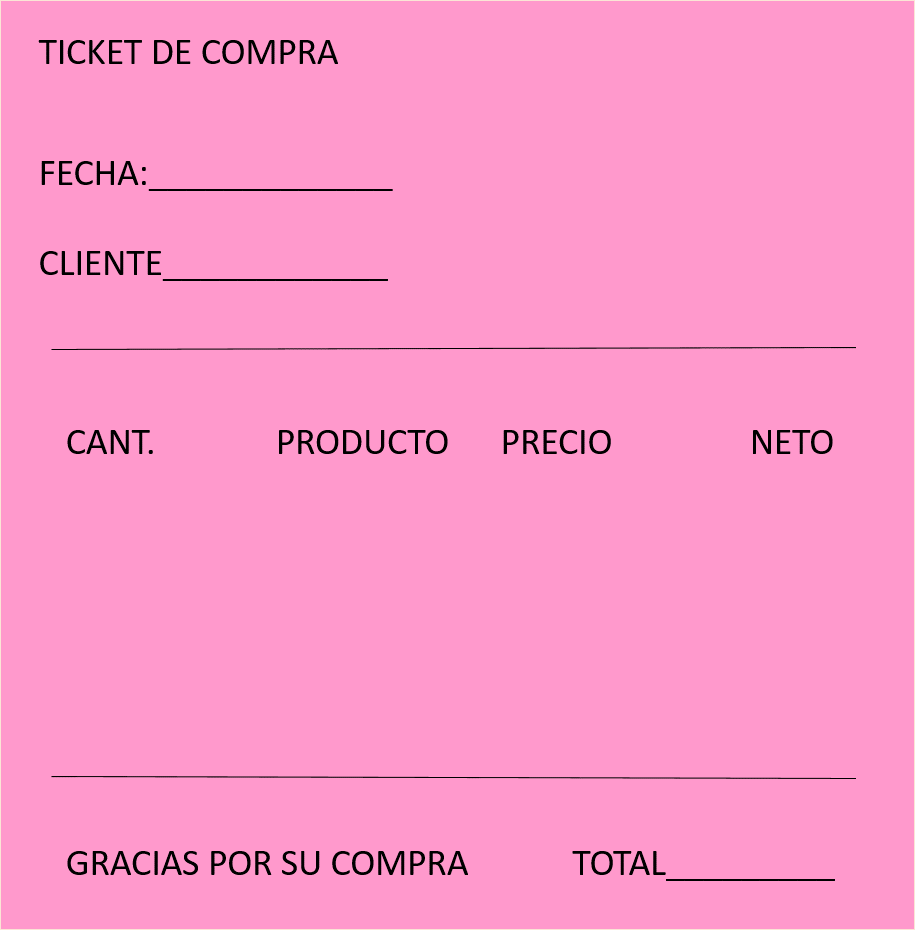 TICKET DE COMPRA
FECHA:______________
CLIENTE_____________
CANT. PRODUCTO PRECIO NETO
GRACIAS POR SU COMPRA TOTAL__________